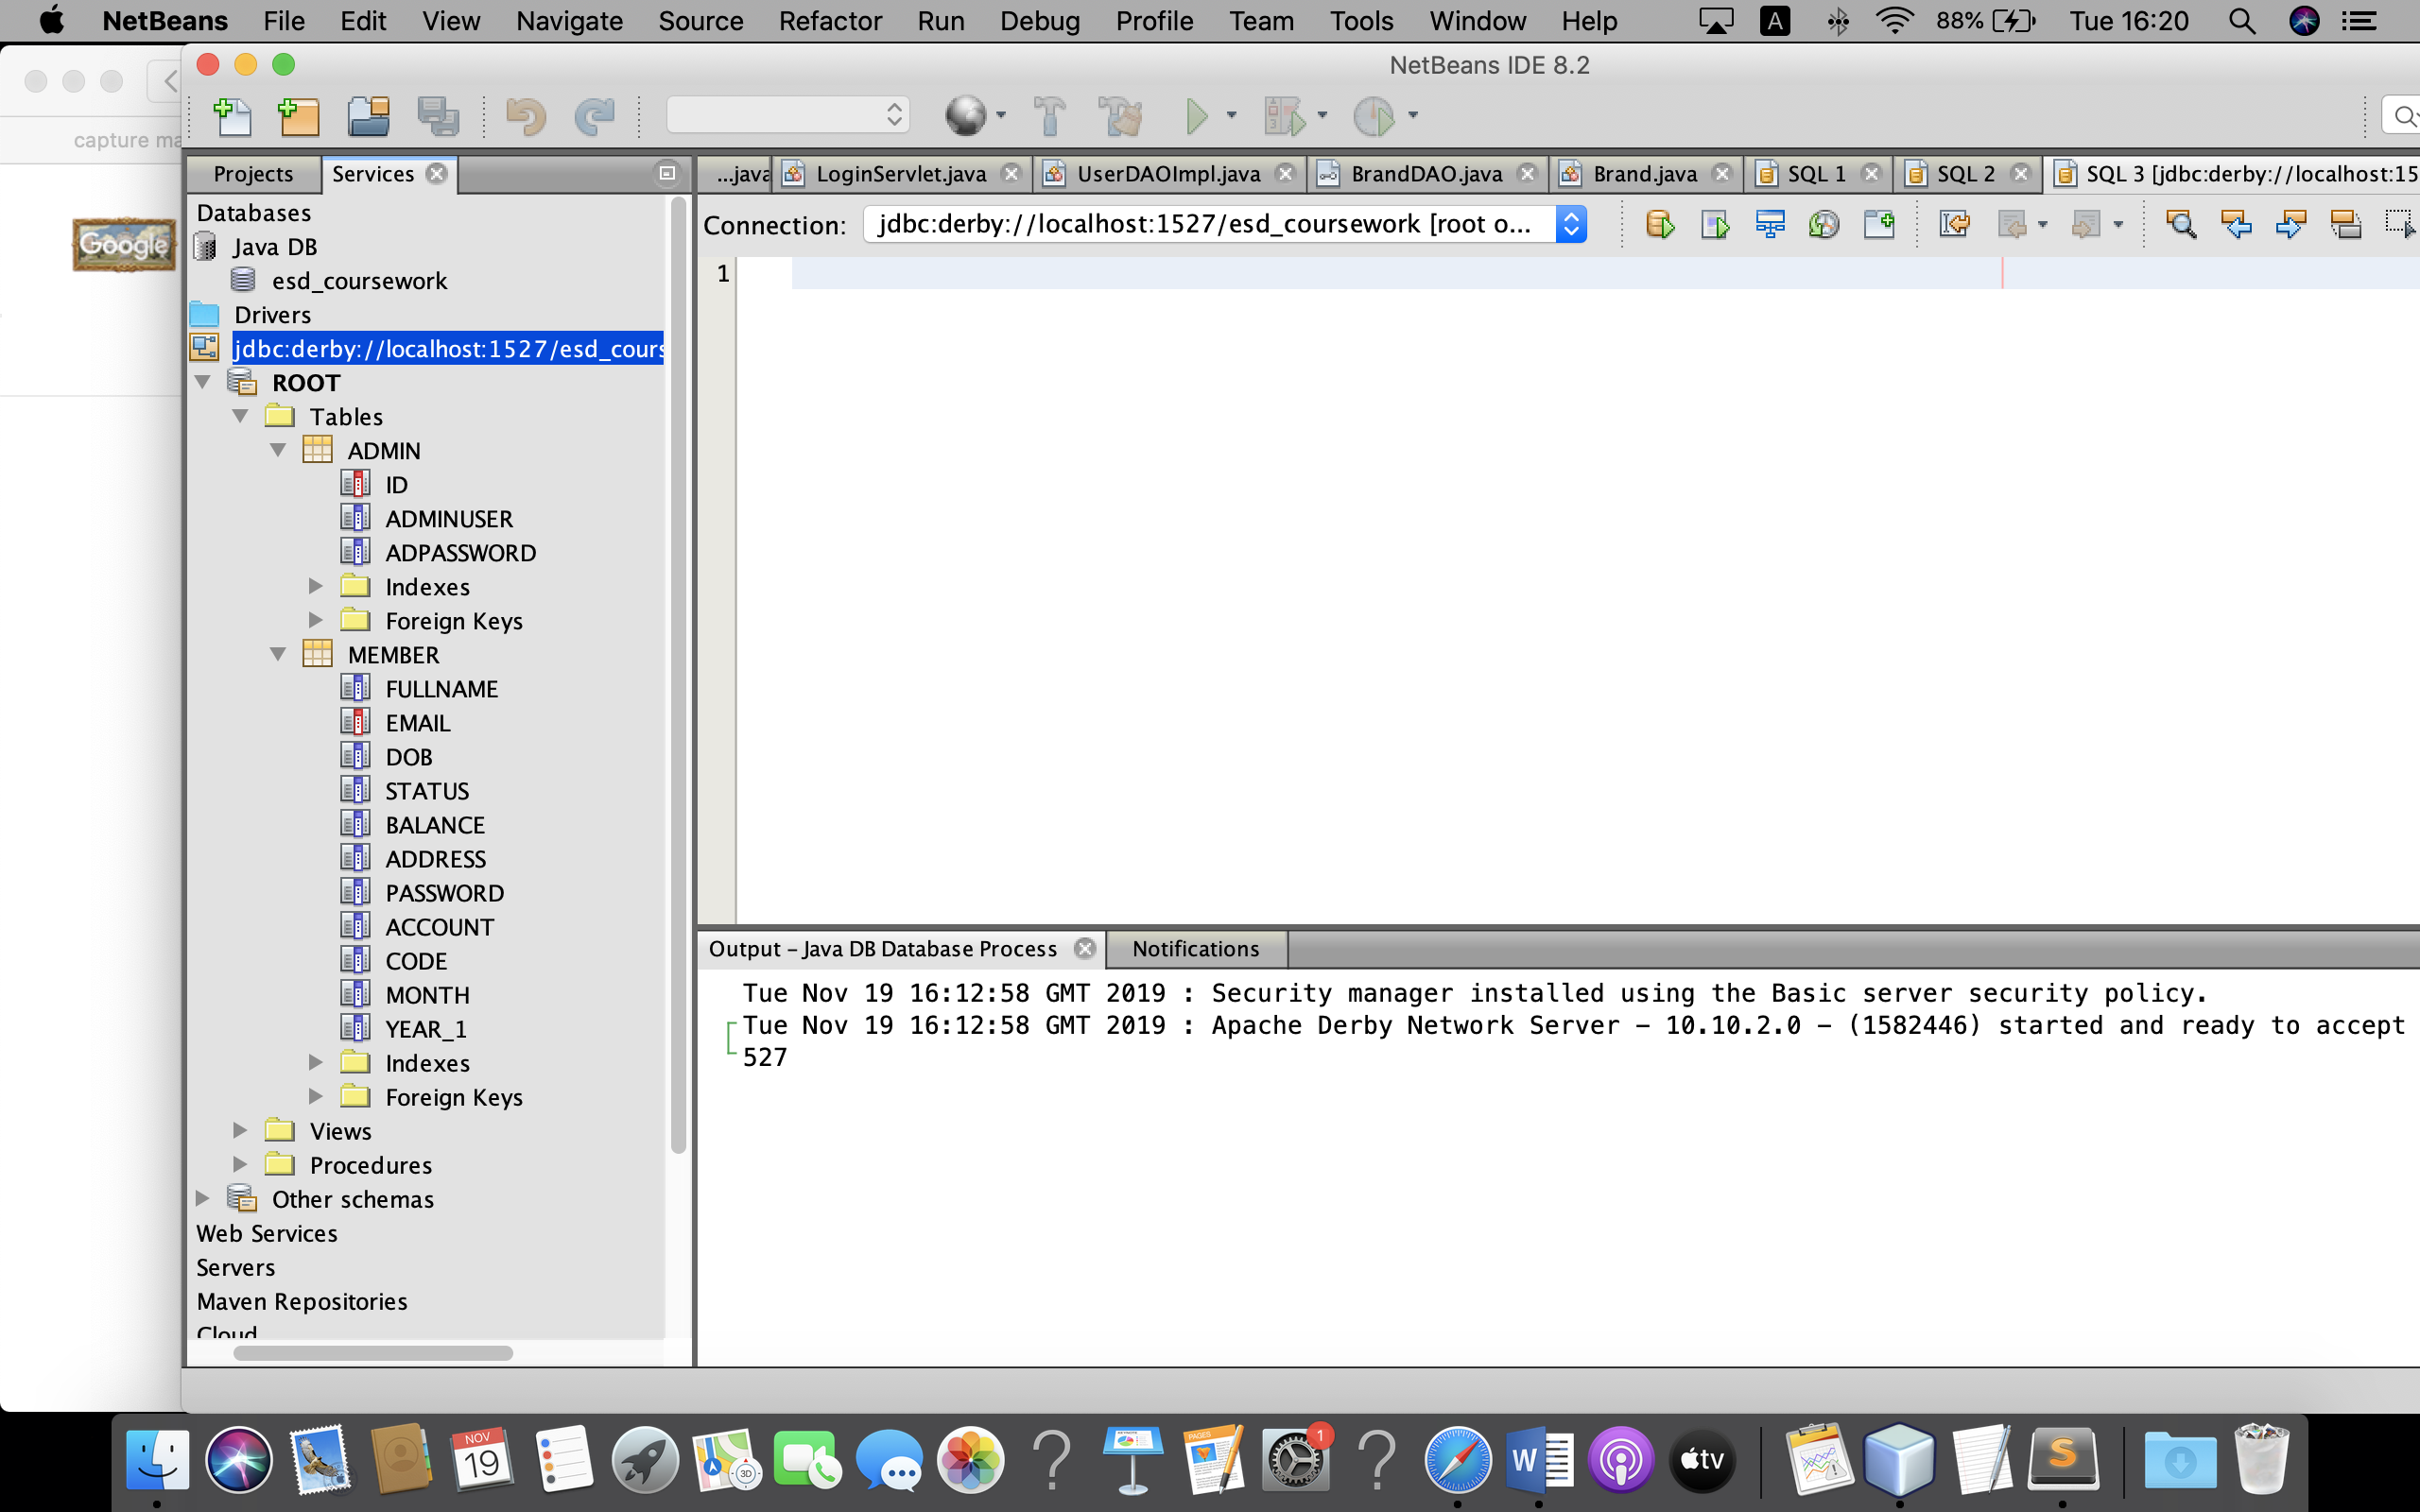 NetBeans File Edit View Navigate Source Refactor Run Debug Profile Team Tools Window Help A 88% Tue 16:20
NetBeans IDE 8.2
capture ma
Google
Projects Services
...java LoginServlet.java UserDAOImpl.java BrandDAO.java Brand.java SQL 1 SQL 2 SQL 3 [jdbc:derby://localhost:15
Connection: jdbc:derby://localhost:1527/esd_coursework [root o...
1
Databases
Java DB
esd_coursework
Drivers
jdbc:derby://localhost:1527/esd_cours
ROOT
Tables
ADMIN
ID
ADMINUSER
ADPASSWORD
Indexes
Foreign Keys
MEMBER
FULLNAME
EMAIL
DOB
STATUS
BALANCE
ADDRESS
PASSWORD
ACCOUNT
CODE
MONTH
YEAR_1
Indexes
Foreign Keys
Views
Procedures
Other schemas
Web Services
Servers
Maven Repositories
Cloud
Output – Java DB Database Process Notifications
Tue Nov 19 16:12:58 GMT 2019 : Security manager installed using the Basic server security policy.
Tue Nov 19 16:12:58 GMT 2019 : Apache Derby Network Server – 10.10.2.0 – (1582446) started and ready to accept
527
NOV
19
3D
?
PAGES
1
?
W
tv
S